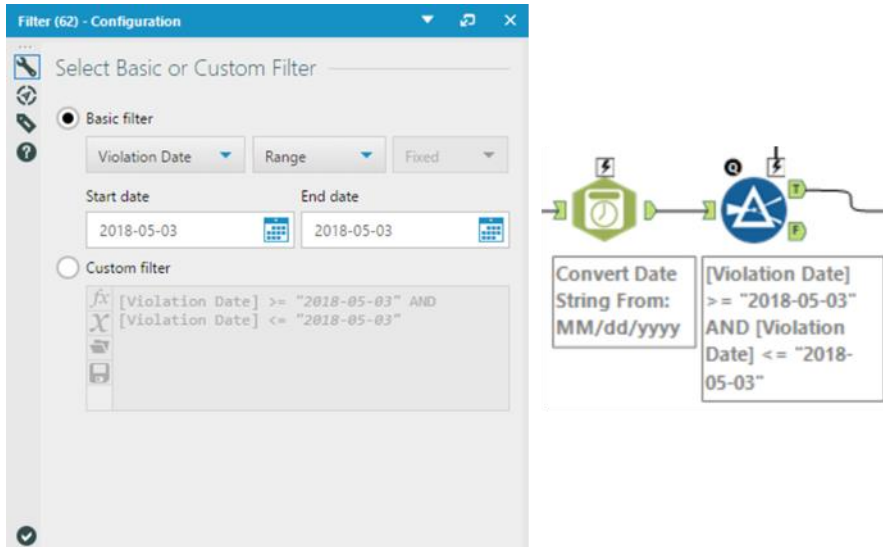 Filter (62) - Configuration
Select Basic or Custom Filter
Basic filter
Violation Date Range Fixed
Start date End date
2018-05-03 2018-05-03
Custom filter
[Violation Date] >= "2018-05-03" AND
[Violation Date] <= "2018-05-03"
Q
T
F
Convert Date
String From:
MM/dd/yyyy
[Violation Date]
>= "2018-05-03"
AND [Violation
Date] <= "2018-
05-03"